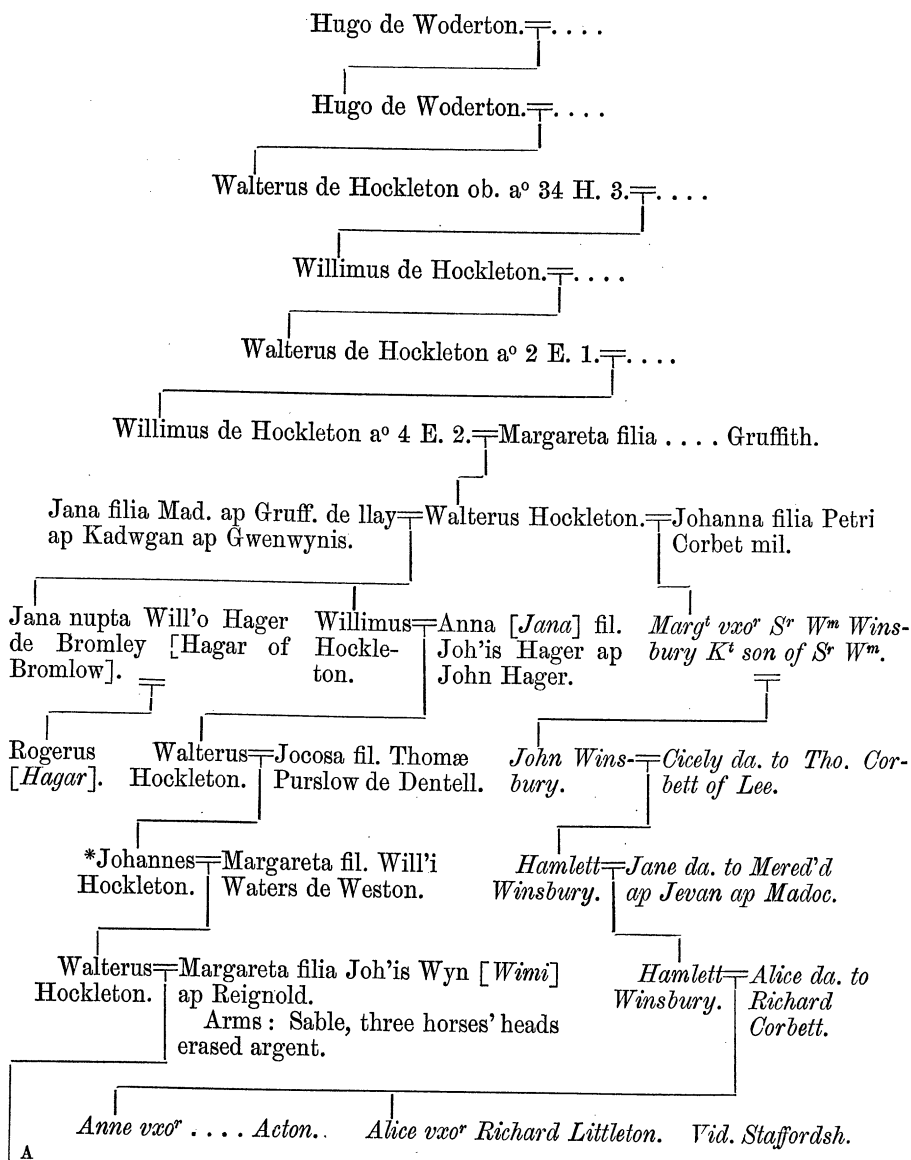 Hugo de Woderton.=. . . .
Hugo de Woderton.=. . . .
Walterus de Hockleton ob. aº 34 H. 3.=. . . .
Willimus de Hockleton.=. . . .
Walterus de Hockleton aº 2 E. 1.=. . . .
Willimus de Hockleton aº 4 E. 2.=Margareta filia . . . . Gruffith.
Jana filia Mad. ap Gruff. de llay=Walterus Hockleton.=Johanna filia Petri
ap Kadwgan ap Gwenwynis. Corbet mil.
Jana nupta Will'o Hager
de Bromley [Hagar of
Bromlow].
Willimus=Anna [Jana] fil.
Hockle- Joh'is Hager ap
ton. John Hager.
Margᵗ vxoʳ Sʳ Wᵐ Wins-
bury Kᵗ son of Sʳ Wᵐ.
Rogerus
[Hagar].
Walterus=Jocosa fil. Thomæ
Hockleton. Purslow de Dentell.
John Wins-=Cicely da. to Tho. Cor-
bury. bett of Lee.
*Johannes=Margareta fil. Will'i
Hockleton. Waters de Weston.
Hamlett=Jane da. to Mered'd
Winsbury. ap Jevan ap Madoc.
Walterus=Margareta filia Joh'is Wyn [Wimi]
Hockleton. ap Reignold.
Arms : Sable, three horses' heads
erased argent.
Hamlett=Alice da. to
Winsbury. Richard
Corbett.
Anne vxoʳ . . . . Acton.. Alice vxoʳ Richard Littleton. Vid. Staffordsh.
A